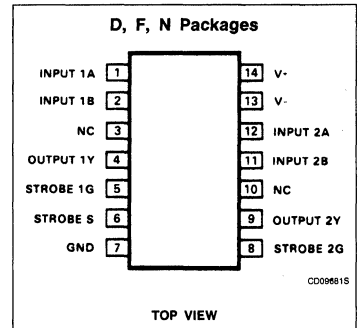 D, F, N Packages
INPUT 1A 1
INPUT 1B 2
NC 3
OUTPUT 1Y 4
STROBE 1G 5
STROBE S 6
GND 7
14 V+
13 V-
12 INPUT 2A
11 INPUT 2B
10 NC
9 OUTPUT 2Y
8 STROBE 2G
CD09681S
TOP VIEW